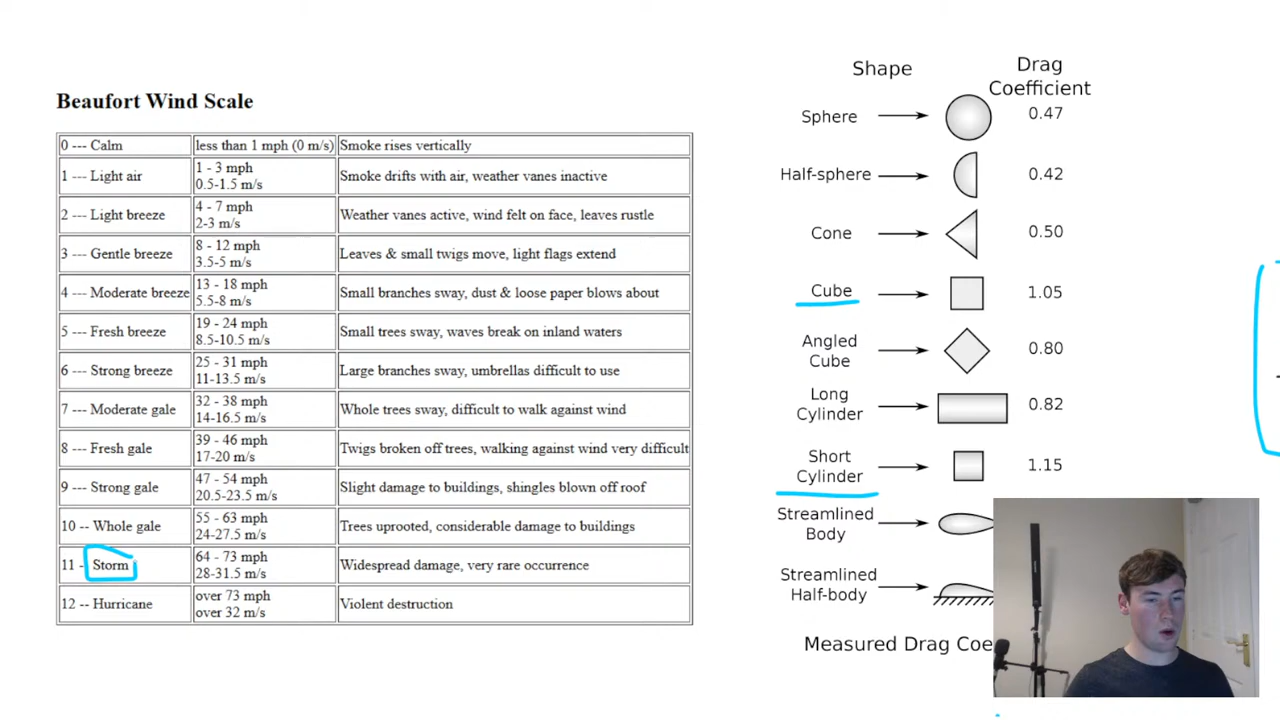 Beaufort Wind Scale
0 --- Calm
less than 1 mph (0 m/s)
Smoke rises vertically
1 --- Light air
1 - 3 mph
0.5-1.5 m/s
Smoke drifts with air, weather vanes inactive
2 --- Light breeze
4 - 7 mph
2-3 m/s
Weather vanes active, wind felt on face, leaves rustle
3 --- Gentle breeze
8 - 12 mph
3.5-5 m/s
Leaves & small twigs move, light flags extend
4 --- Moderate breeze
13 - 18 mph
5.5-8 m/s
Small branches sway, dust & loose paper blows about
5 --- Fresh breeze
19 - 24 mph
8.5-10.5 m/s
Small trees sway, waves break on inland waters
6 --- Strong breeze
25 - 31 mph
11-13.5 m/s
Large branches sway, umbrellas difficult to use
7 --- Moderate gale
32 - 38 mph
14-16.5 m/s
Whole trees sway, difficult to walk against wind
8 --- Fresh gale
39 - 46 mph
17-20 m/s
Twigs broken off trees, walking against wind very difficult
9 --- Strong gale
47 - 54 mph
20.5-23.5 m/s
Slight damage to buildings, shingles blown off roof
10 -- Whole gale
55 - 63 mph
24-27.5 m/s
Trees uprooted, considerable damage to buildings
11 - Storm
64 - 73 mph
28-31.5 m/s
Widespread damage, very rare occurrence
12 -- Hurricane
over 73 mph
over 32 m/s
Violent destruction
Shape
Drag
Coefficient
Sphere
0.47
Half-sphere
0.42
Cone
0.50
Cube
1.05
Angled
Cube
0.80
Long
Cylinder
0.82
Short
Cylinder
1.15
Streamlined
Body
Streamlined
Half-body
Measured Drag Coe